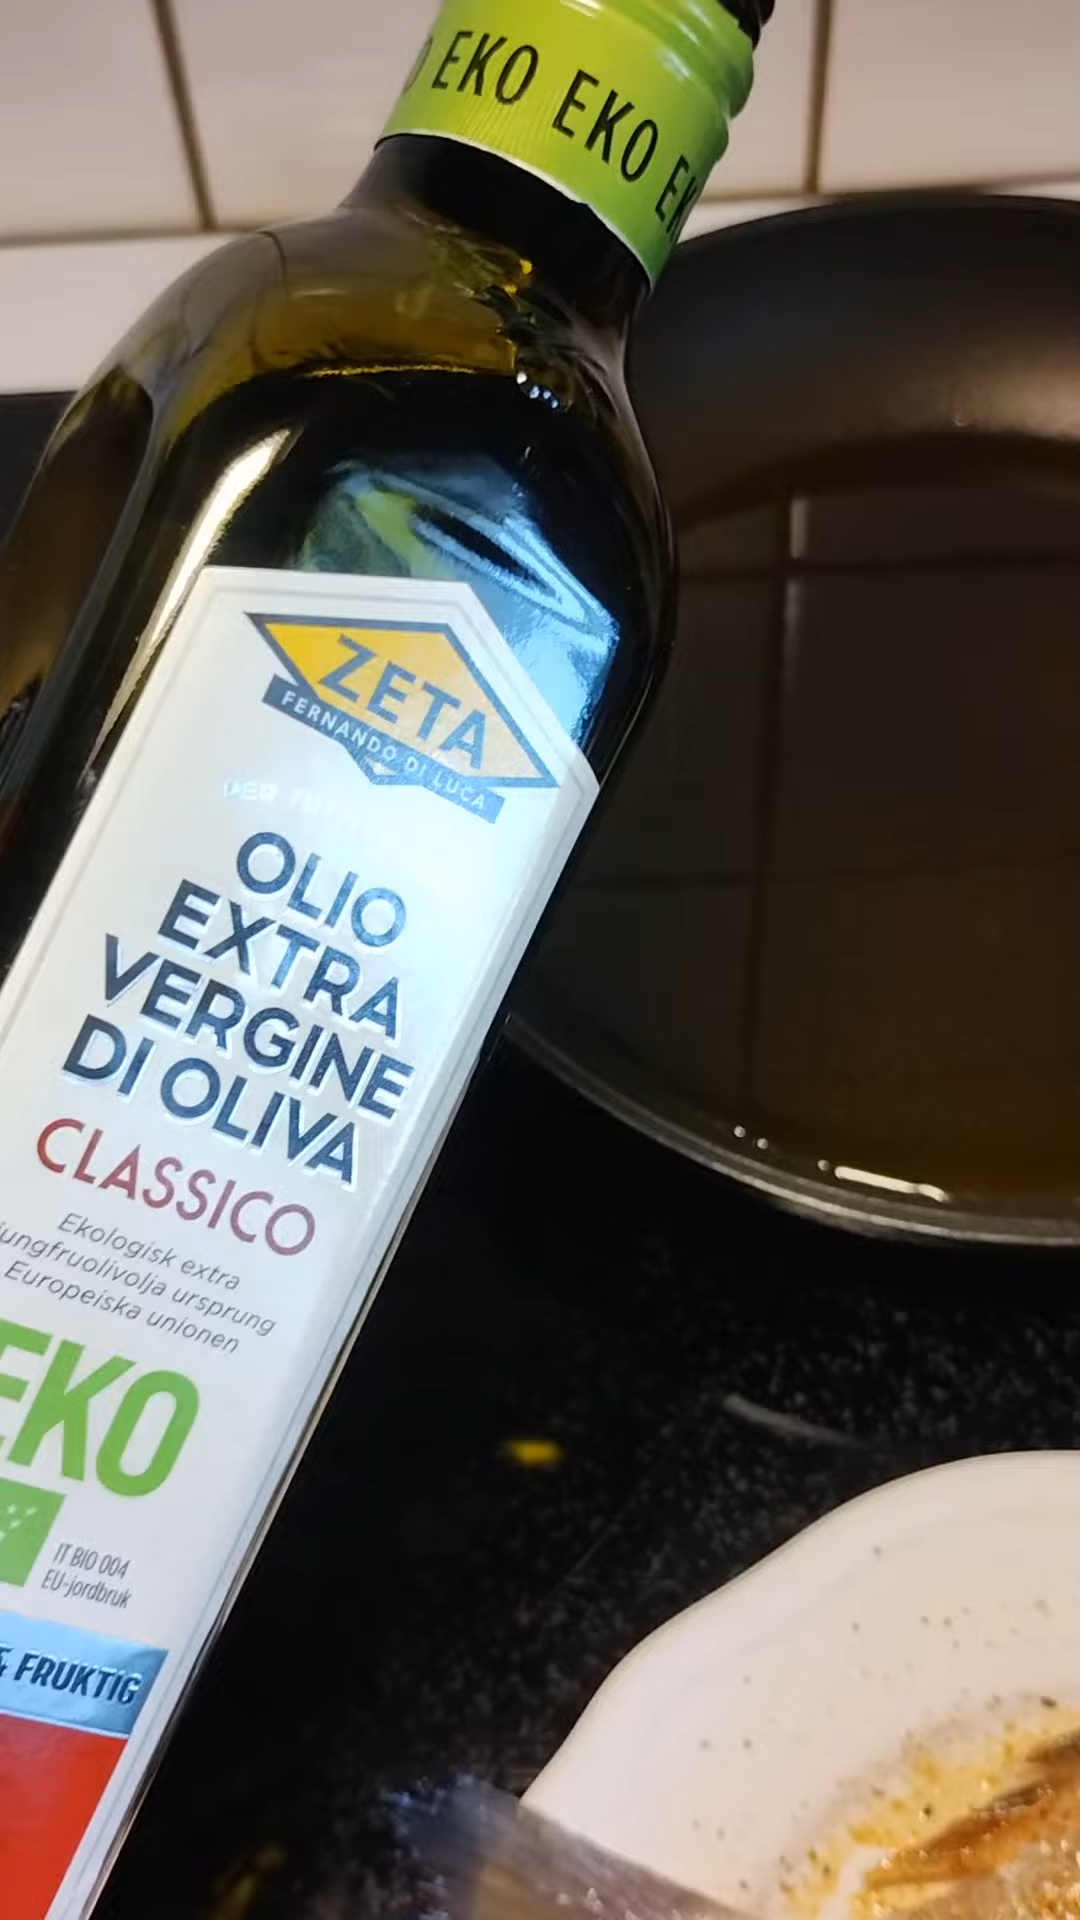 EKO EKO
ZETA
FERNANDO DI LUCA
OLIO
EXTRA
VERGINE
DI OLIVA
CLASSICO
Ekologisk extra
jungfruolivolja ursprung
Europeiska unionen
EKO
IT BIO 004
EU-jordbruk
& FRUKTIG